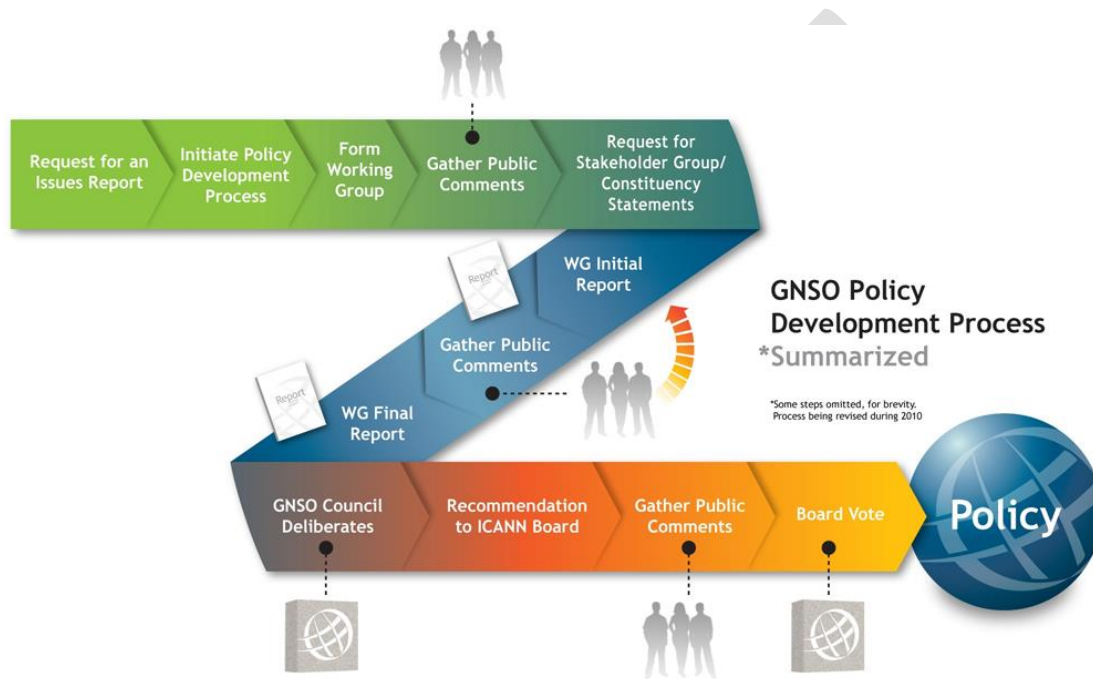 Request for an
Issues Report
Initiate Policy
Development
Process
Form
Working
Group
Gather Public
Comments
Request for
Stakeholder Group/
Constituency
Statements
Report
WG Initial
Report
Gather Public
Comments
Report
WG Final
Report
GNSO Policy
Development Process
*Summarized
*Some steps omitted, for brevity.
Process being revised during 2010
GNSO Council
Deliberates
Recommendation
to ICANN Board
Gather Public
Comments
Board Vote
Policy